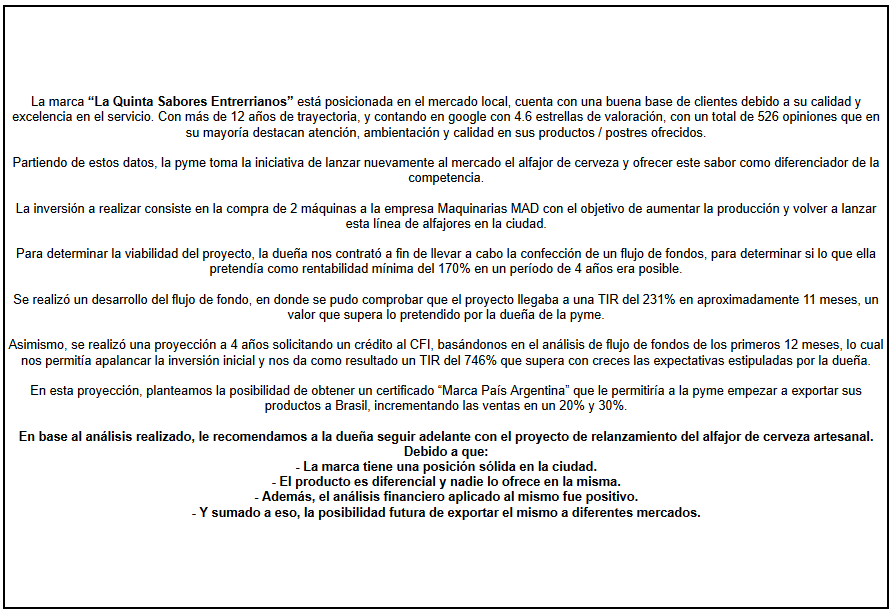 La marca “La Quinta Sabores Entrerrianos” está posicionada en el mercado local, cuenta con una buena base de clientes debido a su calidad y
excelencia en el servicio. Con más de 12 años de trayectoria, y contando en google con 4.6 estrellas de valoración, con un total de 526 opiniones que en
su mayoría destacan atención, ambientación y calidad en sus productos / postres ofrecidos.
Partiendo de estos datos, la pyme toma la iniciativa de lanzar nuevamente al mercado el alfajor de cerveza y ofrecer este sabor como diferenciador de la
competencia.
La inversión a realizar consiste en la compra de 2 máquinas a la empresa Maquinarias MAD con el objetivo de aumentar la producción y volver a lanzar
esta línea de alfajores en la ciudad.
Para determinar la viabilidad del proyecto, la dueña nos contrató a fin de llevar a cabo la confección de un flujo de fondos, para determinar si lo que ella
pretendía como rentabilidad mínima del 170% en un período de 4 años era posible.
Se realizó un desarrollo del flujo de fondo, en donde se pudo comprobar que el proyecto llegaba a una TIR del 231% en aproximadamente 11 meses, un
valor que supera lo pretendido por la dueña de la pyme.
Asimismo, se realizó una proyección a 4 años solicitando un crédito al CFI, basándonos en el análisis de flujo de fondos de los primeros 12 meses, lo cual
nos permitía apalancar la inversión inicial y nos da como resultado un TIR del 746% que supera con creces las expectativas estipuladas por la dueña.
En esta proyección, planteamos la posibilidad de obtener un certificado “Marca País Argentina” que le permitiría a la pyme empezar a exportar sus
productos a Brasil, incrementando las ventas en un 20% y 30%.
En base al análisis realizado, le recomendamos a la dueña seguir adelante con el proyecto de relanzamiento del alfajor de cerveza artesanal.
Debido a que:
- La marca tiene una posición sólida en la ciudad.
- El producto es diferencial y nadie lo ofrece en la misma.
- Además, el análisis financiero aplicado al mismo fue positivo.
- Y sumado a eso, la posibilidad futura de exportar el mismo a diferentes mercados.